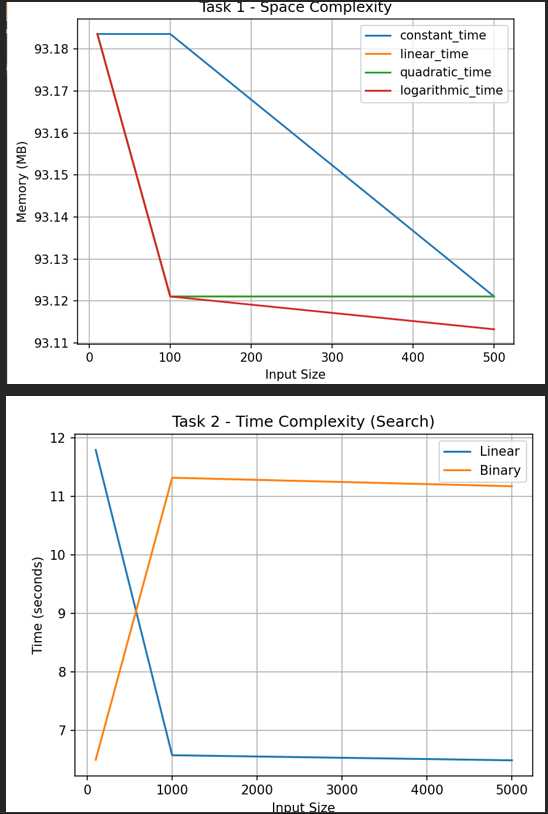 Task 1 - Space Complexity
constant_time
linear_time
quadratic_time
logarithmic_time
93.18
93.17
93.16
93.15
93.14
93.13
93.12
93.11
Memory (MB)
0 100 200 300 400 500
Input Size
Task 2 - Time Complexity (Search)
Linear
Binary
12
11
10
9
8
7
Time (seconds)
0 1000 2000 3000 4000 5000
Input Size